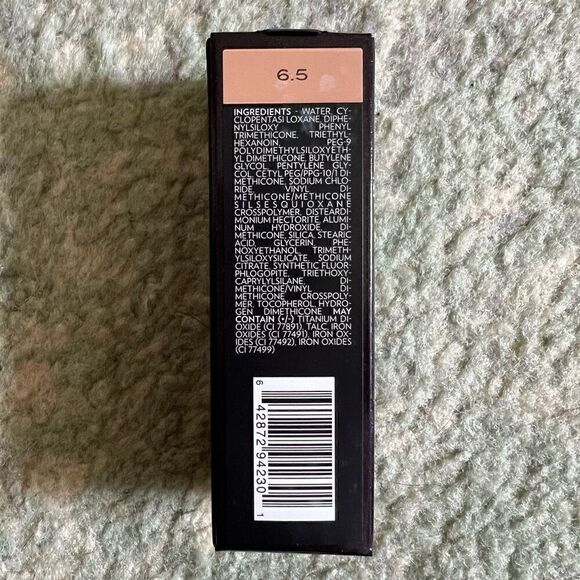 6.5
INGREDIENTS - WATER, CY-
CLOPENTASI LOXANE, DIPHE-
NYLSILOXY PHENYL
TRIMETHICONE, TRIETHYL-
HEXANOIN, PEG-9
POLYDIMETHYLSILOXYETH-
YL DIMETHICONE, BUTYLENE
GLYCOL, PENTYLENE GLY-
COL, CETYL PEG/PPG-10/1 DI-
METHICONE, SODIUM CHLO-
RIDE VINYL DI-
METHICONE/METHICONE
SILSESQUIOXANE
CROSSPOLYMER, DISTEARDI-
MONIUM HECTORITE, ALUMI-
NUM HYDROXIDE, DI-
METHICONE, SILICA, STEARIC
ACID, GLYCERIN, PHE-
NOXYETHANOL, TRIMETH-
YLSILOXYSILICATE SODIUM
CITRATE, SYNTHETIC FLUOR-
PHLOGOPITE, TRIETHOXY-
CAPRYLYLSILANE, DI-
METHICONE/VINYL DI-
METHICONE CROSSPOLY-
MER, TOCOPHEROL, HYDRO-
GEN DIMETHICONE MAY
CONTAIN (+/-) TITANIUM DI-
OXIDE (CI 77891), TALC, IRON
OXIDES (CI 77491), IRON OX-
IDES (CI 77492), IRON OXIDES
(CI 77499)
6 42872 94230 1